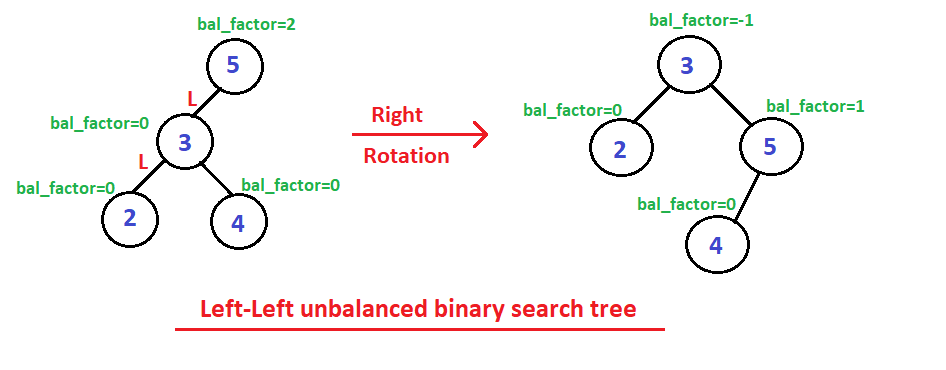 bal_factor=2
5
L
bal_factor=0
3
L
bal_factor=0
2
bal_factor=0
4
Right
Rotation
bal_factor=-1
3
bal_factor=0
2
bal_factor=1
5
bal_factor=0
4
Left-Left unbalanced binary search tree